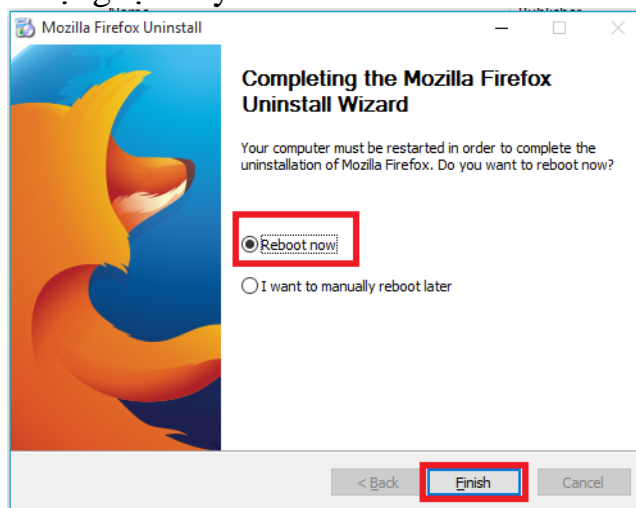 Mozilla Firefox Uninstall
Completing the Mozilla Firefox
Uninstall Wizard
Your computer must be restarted in order to complete the
uninstallation of Mozilla Firefox. Do you want to reboot now?
Reboot now
I want to manually reboot later
< Back Finish Cancel